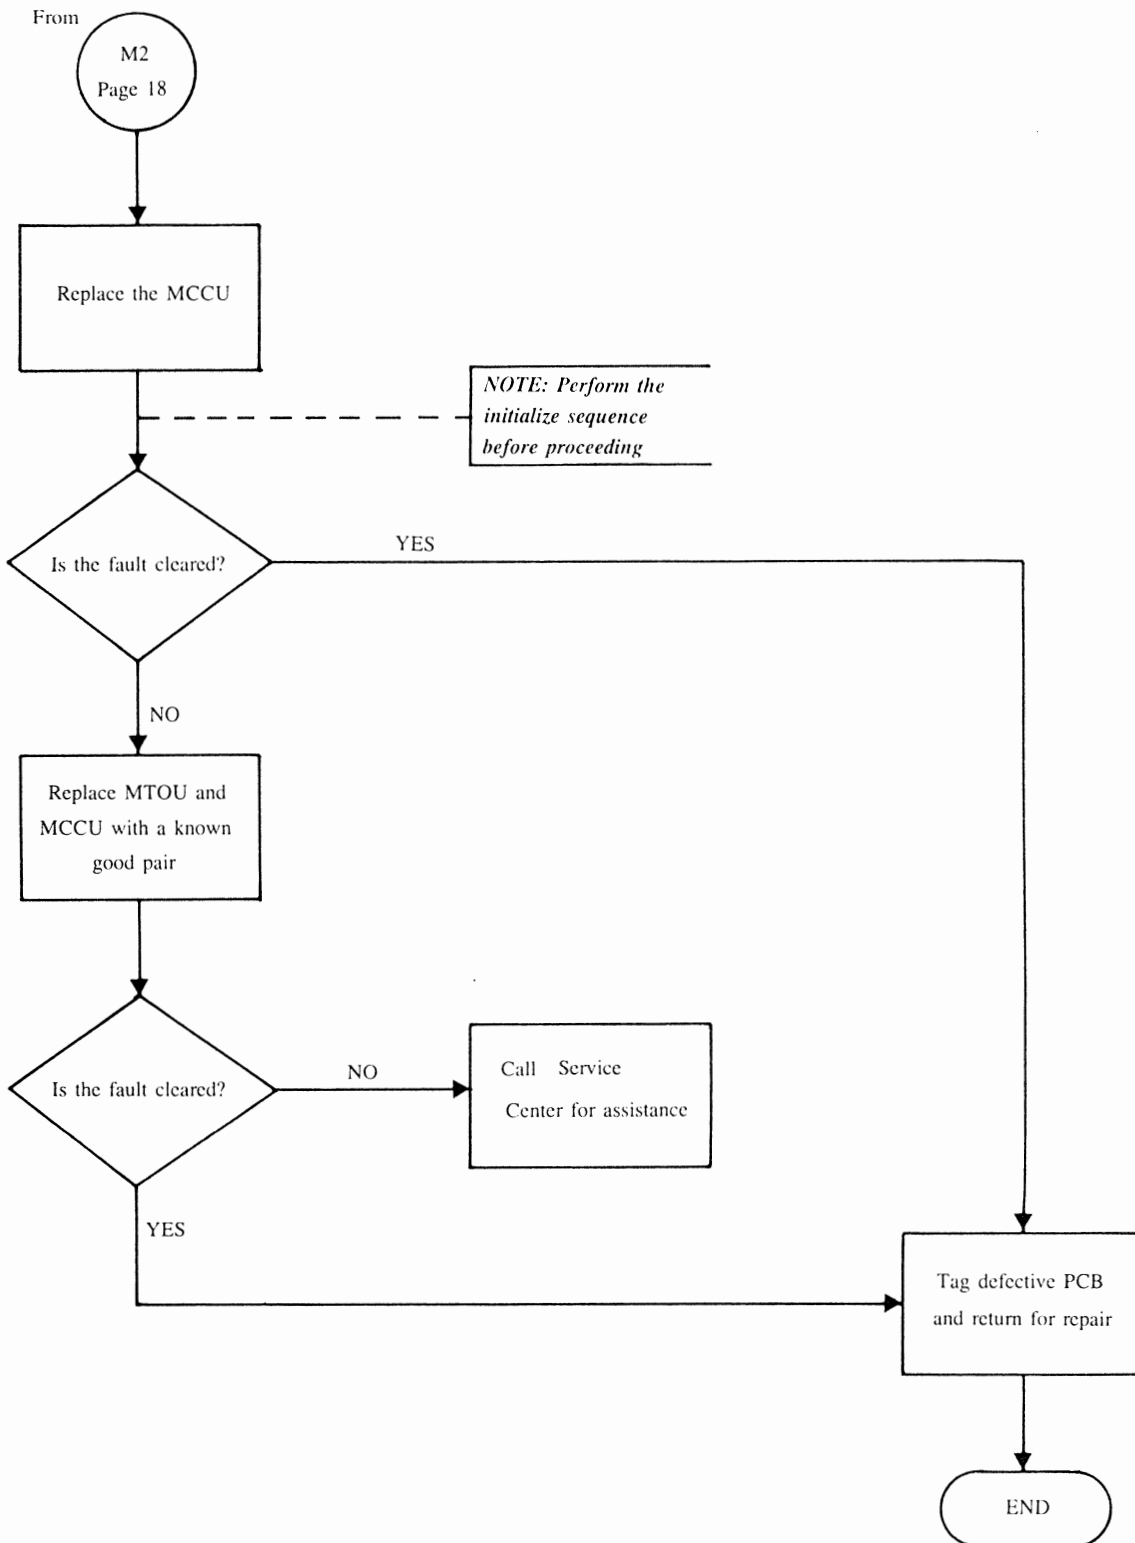 From
M2
Page 18
Replace the MCCU
NOTE: Perform the
initialize sequence
before proceeding
Is the fault cleared?
YES
NO
Replace MTOU and
MCCU with a known
good pair
Is the fault cleared?
NO
Call Service
Center for assistance
YES
Tag defective PCB
and return for repair
END